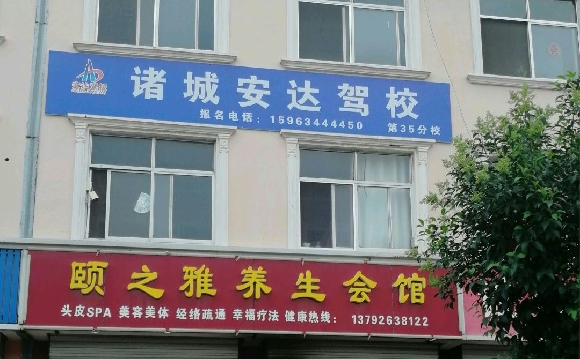 诸城安达驾校
报名电话：15963444450 第35分校
颐之雅养生会馆
头皮SPA 美容美体 经络疏通 幸福疗法 健康热线：13792638122